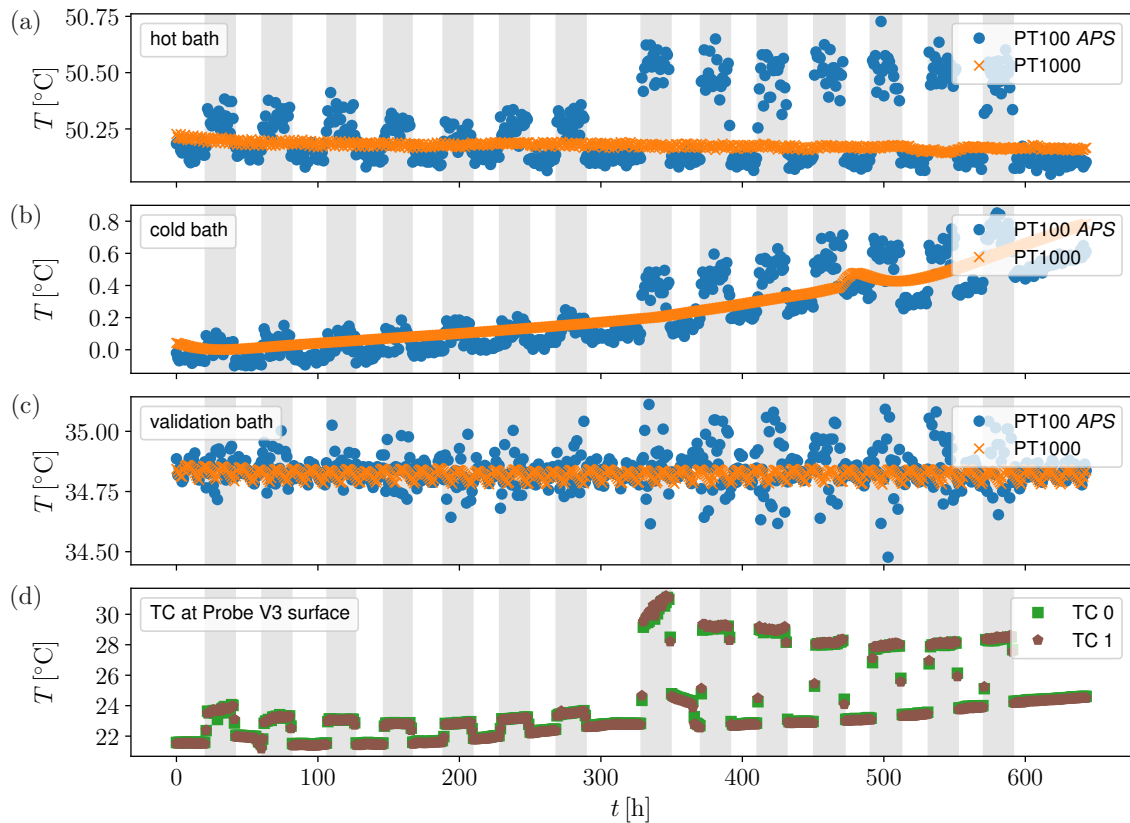 (a)
T [°C]
50.75
50.50
50.25
hot bath
PT100 APS
PT1000
(b)
T [°C]
0.8
0.6
0.4
0.2
0.0
cold bath
PT100 APS
PT1000
(c)
T [°C]
35.00
34.75
34.50
validation bath
PT100 APS
PT1000
(d)
T [°C]
30
28
26
24
22
TC at Probe V3 surface
TC 0
TC 1
0 100 200 300 400 500 600
t [h]